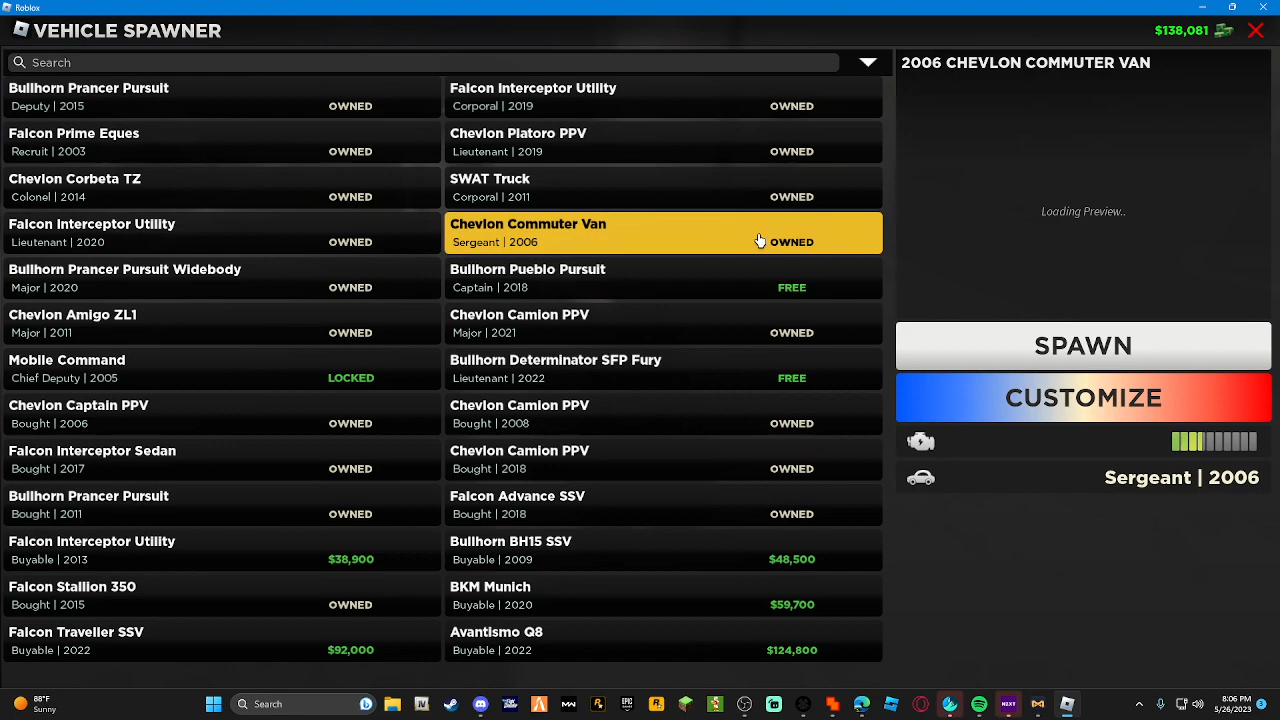 Roblox
VEHICLE SPAWNER
$138,081
Search
2006 CHEVLON COMMUTER VAN
Bullhorn Prancer Pursuit
Deputy | 2015
OWNED
Falcon Interceptor Utility
Corporal | 2019
OWNED
Falcon Prime Eques
Recruit | 2003
OWNED
Chevlon Platoro PPV
Lieutenant | 2019
OWNED
Chevlon Corbeta TZ
Colonel | 2014
OWNED
SWAT Truck
Corporal | 2011
OWNED
Falcon Interceptor Utility
Lieutenant | 2020
OWNED
Chevlon Commuter Van
Sergeant | 2006
OWNED
Bullhorn Prancer Pursuit Widebody
Major | 2020
OWNED
Bullhorn Pueblo Pursuit
Captain | 2018
FREE
Chevlon Amigo ZL1
Major | 2011
OWNED
Chevlon Camion PPV
Major | 2021
OWNED
Mobile Command
Chief Deputy | 2005
LOCKED
Bullhorn Determinator SFP Fury
Lieutenant | 2022
FREE
Chevlon Captain PPV
Bought | 2006
OWNED
Chevlon Camion PPV
Bought | 2008
OWNED
Falcon Interceptor Sedan
Bought | 2017
OWNED
Chevlon Camion PPV
Bought | 2018
OWNED
Bullhorn Prancer Pursuit
Bought | 2011
OWNED
Falcon Advance SSV
Bought | 2018
OWNED
Falcon Interceptor Utility
Buyable | 2013
$38,900
Bullhorn BH15 SSV
Buyable | 2009
$48,500
Falcon Stallion 350
Bought | 2015
OWNED
BKM Munich
Buyable | 2020
$59,700
Falcon Traveller SSV
Buyable | 2022
$92,000
Avantismo Q8
Buyable | 2022
$124,800
Loading Preview..
SPAWN
CUSTOMIZE
Sergeant | 2006
88°F
Sunny
Search
8:06 PM
5/26/2023